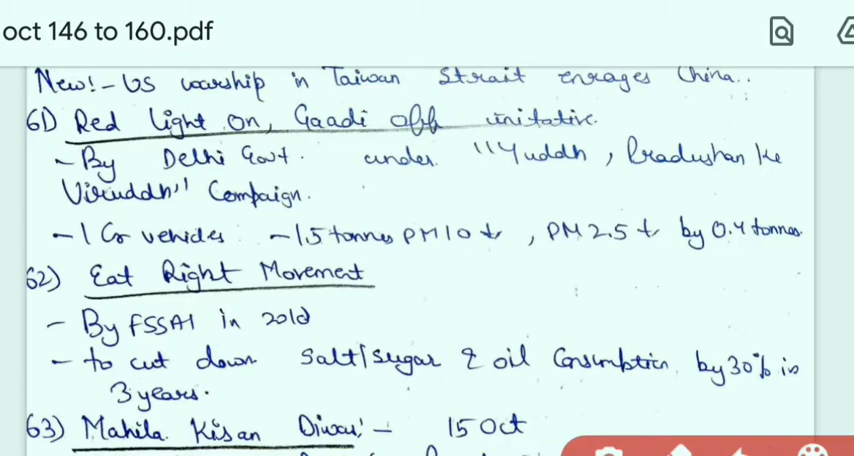 oct 146 to 160.pdf
New!- US warship in Taiwan Strait enrages China..
61) Red light on, Gaadi off initative.
- By Delhi Govt. under "Yuddh, Pradushan Ke
Viruddh" Campaign.
- 1 Cr vehicles - 1.5 tonnes PM10 ↓, PM 2.5 ↓ by 0.4 tonnes.
62) Eat Right Movement
- By FSSAI in 2018
- to cut down Salt/sugar & oil Consumption by 30% in
3 years.
63) Mahila Kisan Diwas! - 15 Oct